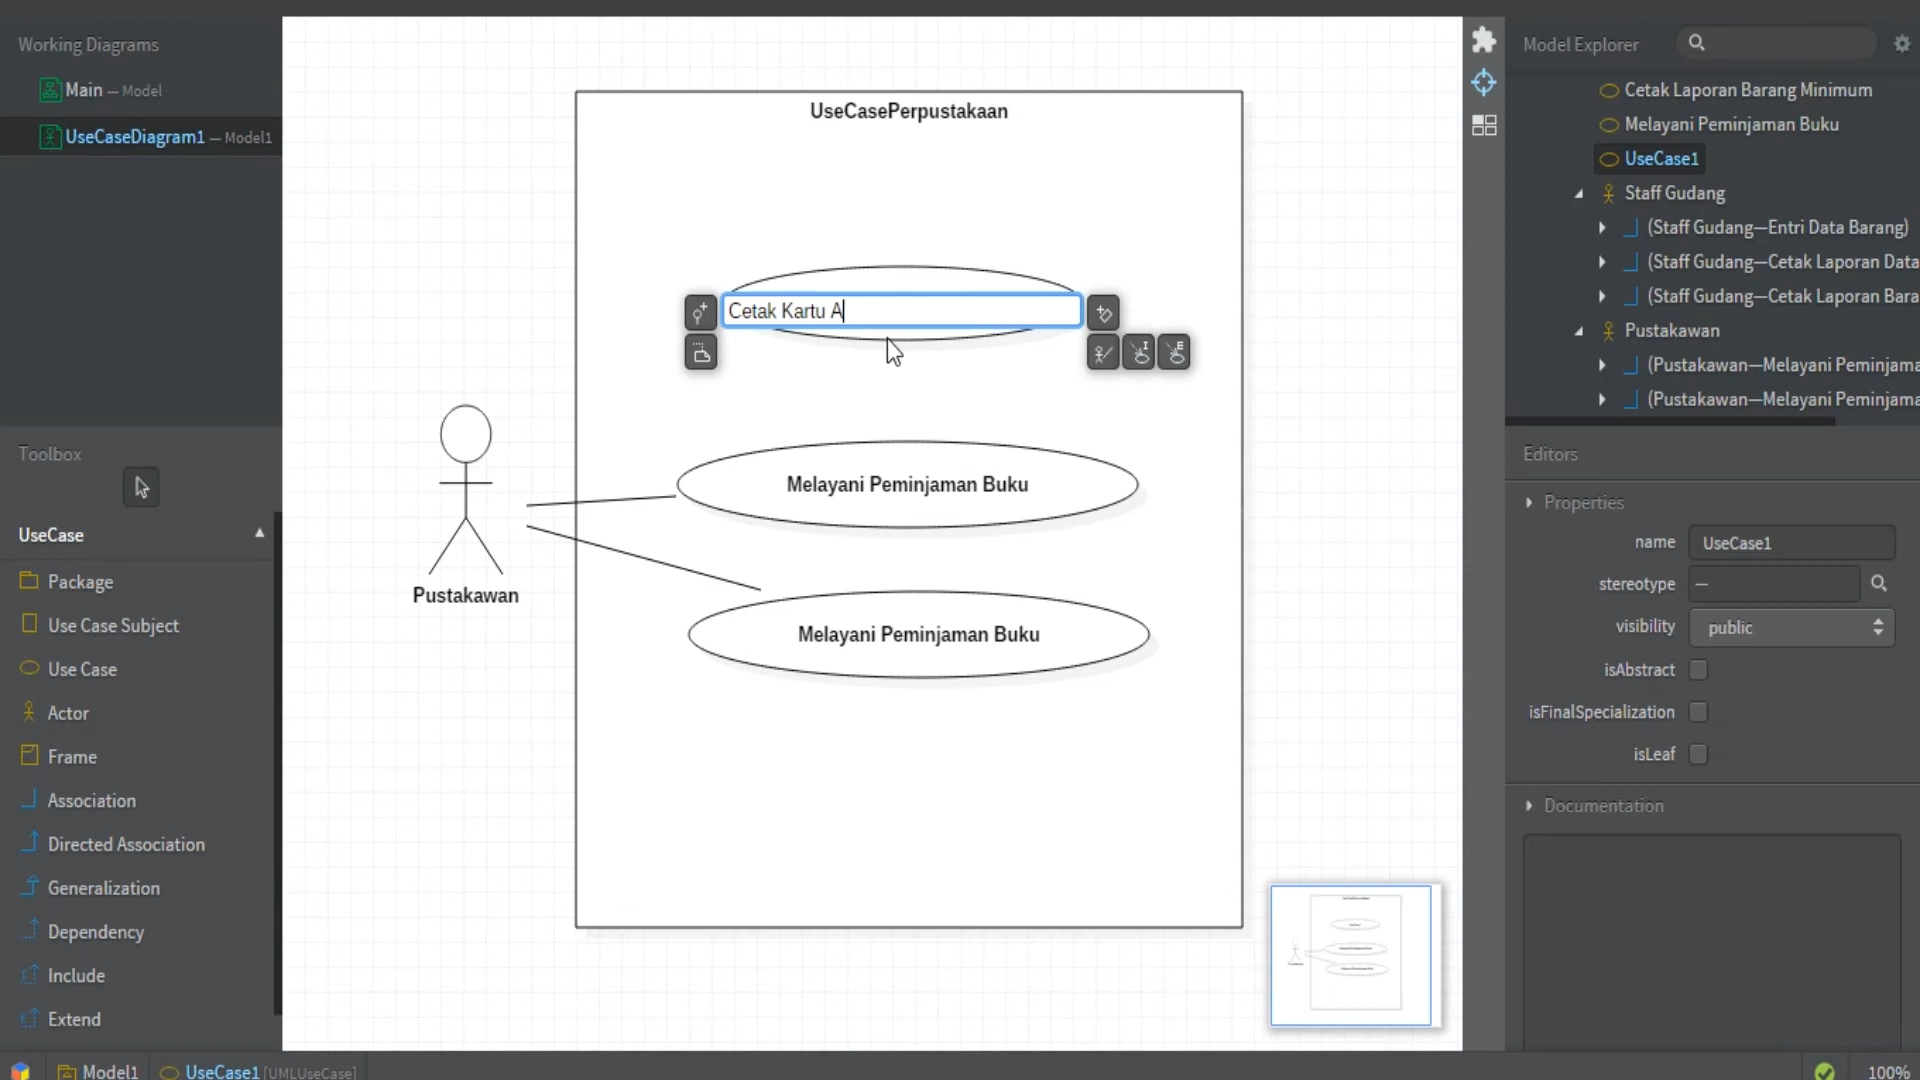 Working Diagrams
Main — Model
UseCaseDiagram1 — Model1
Toolbox
UseCase
Package
Use Case Subject
Use Case
Actor
Frame
Association
Directed Association
Generalization
Dependency
Include
Extend
UseCasePerpustakaan
Cetak Kartu A
I
E
Melayani Peminjaman Buku
Pustakawan
Melayani Peminjaman Buku
Model Explorer
Cetak Laporan Barang Minimum
Melayani Peminjaman Buku
UseCase1
Staff Gudang
(Staff Gudang—Entri Data Barang)
(Staff Gudang—Cetak Laporan Data
(Staff Gudang—Cetak Laporan Bara
Pustakawan
(Pustakawan—Melayani Peminjama
(Pustakawan—Melayani Peminjama
Editors
Properties
name UseCase1
stereotype —
visibility public
isAbstract
isFinalSpecialization
isLeaf
Documentation
Model1 UseCase1 [UMLUseCase]
100%